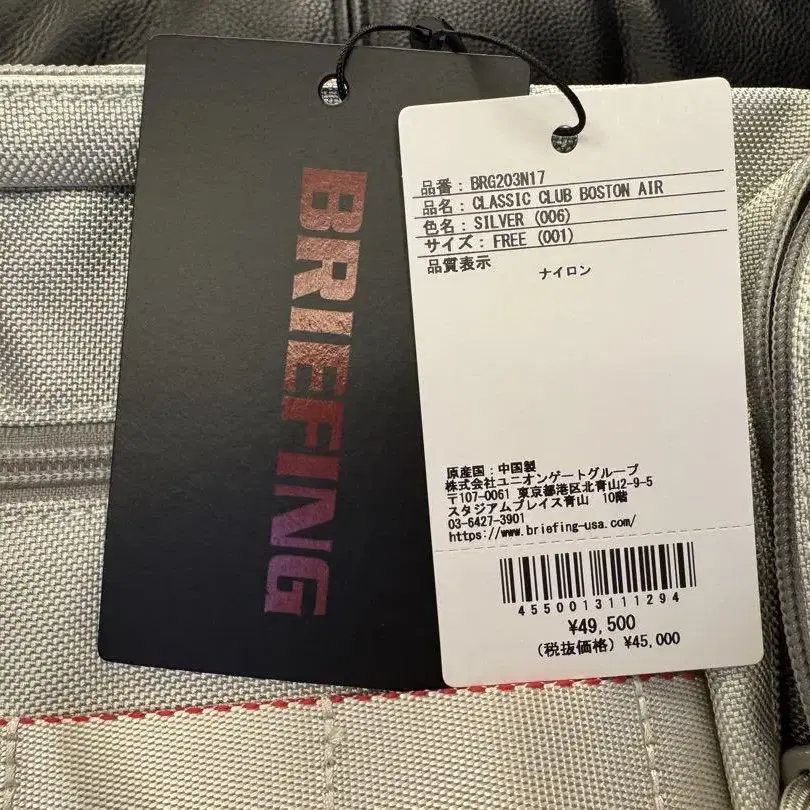 BRIEFING
品番：BRG203N17
品名：CLASSIC CLUB BOSTON AIR
色名：SILVER (006)
サイズ：FREE (001)
品質表示
ナイロン
原産国：中国製
株式会社ユニオンゲートグループ
〒107-0061 東京都港区北青山2-9-5
スタジアムプレイス青山 10階
03-6427-3901
https://www.briefing-usa.com/
4550013111294
¥49,500
(税抜価格) ¥45,000